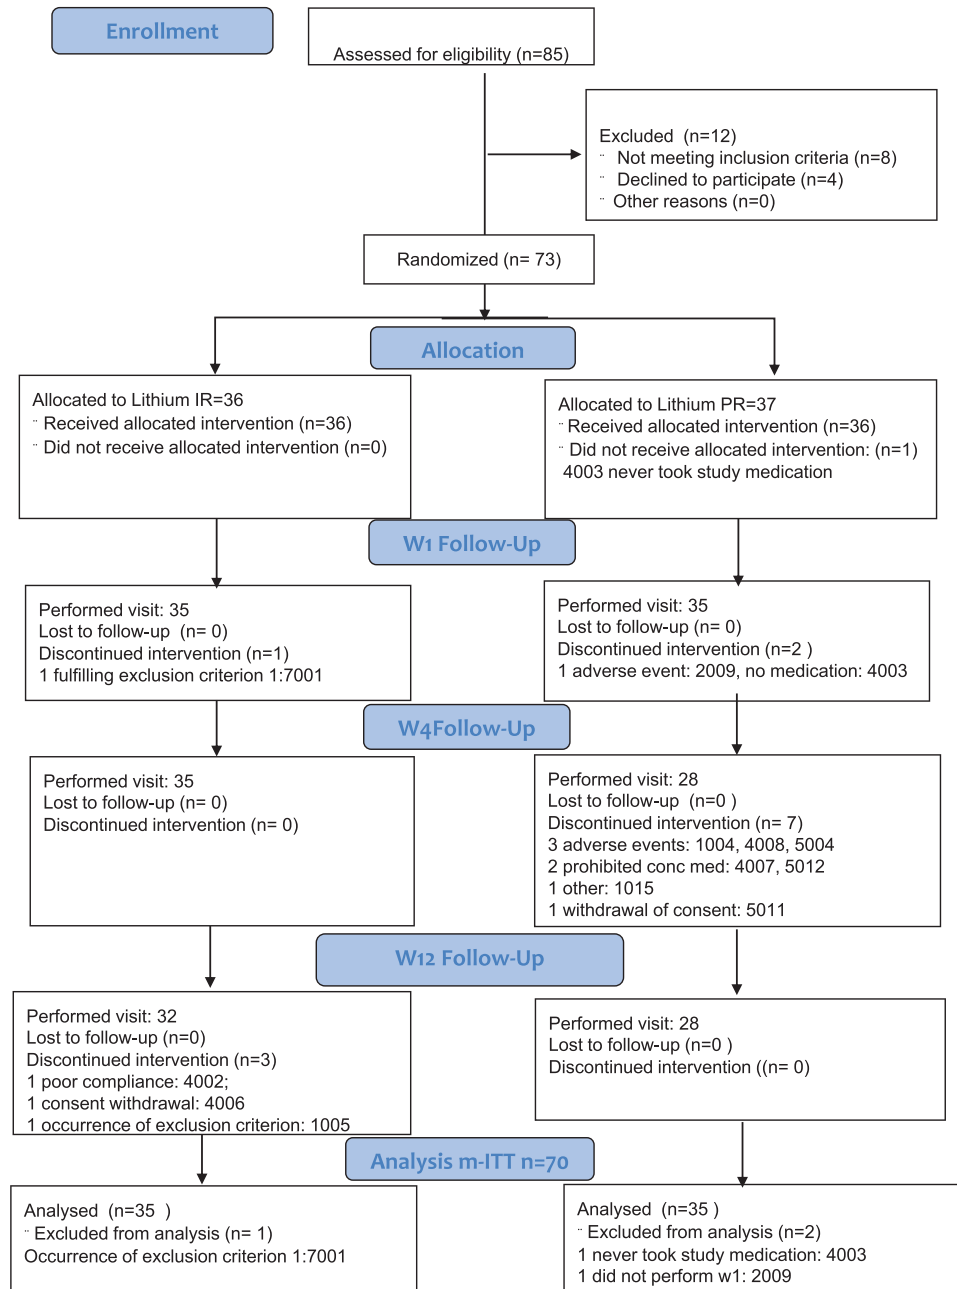 Enrollment
Assessed for eligibility (n=85)
Excluded (n=12)
¨ Not meeting inclusion criteria (n=8)
¨ Declined to participate (n=4)
¨ Other reasons (n=0)
Randomized (n= 73)
Allocation
Allocated to Lithium IR=36
¨ Received allocated intervention (n=36)
¨ Did not receive allocated intervention (n=0)
Allocated to Lithium PR=37
¨ Received allocated intervention (n=36)
¨ Did not receive allocated intervention: (n=1)
4003 never took study medication
W1 Follow-Up
Performed visit: 35
Lost to follow-up (n= 0)
Discontinued intervention (n=1)
1 fulfilling exclusion criterion 1:7001
Performed visit: 35
Lost to follow-up (n= 0)
Discontinued intervention (n=2 )
1 adverse event: 2009, no medication: 4003
W4Follow-Up
Performed visit: 35
Lost to follow-up (n= 0)
Discontinued intervention (n= 0)
Performed visit: 28
Lost to follow-up (n=0 )
Discontinued intervention (n= 7)
3 adverse events: 1004, 4008, 5004
2 prohibited conc med: 4007, 5012
1 other: 1015
1 withdrawal of consent: 5011
W12 Follow-Up
Performed visit: 32
Lost to follow-up (n=0)
Discontinued intervention (n=3)
1 poor compliance: 4002;
1 consent withdrawal: 4006
1 occurrence of exclusion criterion: 1005
Performed visit: 28
Lost to follow-up (n=0 )
Discontinued intervention ((n= 0)
Analysis m-ITT n=70
Analysed (n=35 )
¨ Excluded from analysis (n= 1)
Occurrence of exclusion criterion 1:7001
Analysed (n=35 )
¨ Excluded from analysis (n=2)
1 never took study medication: 4003
1 did not perform w1: 2009